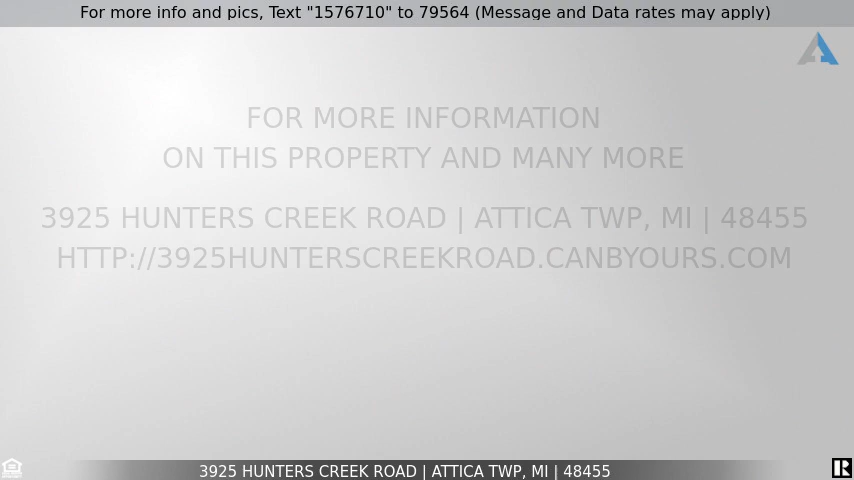 For more info and pics, Text "1576710" to 79564 (Message and Data rates may apply)
FOR MORE INFORMATION
ON THIS PROPERTY AND MANY MORE
3925 HUNTERS CREEK ROAD | ATTICA TWP, MI | 48455
HTTP://3925HUNTERSCREEKROAD.CANBYOURS.COM
3925 HUNTERS CREEK ROAD | ATTICA TWP, MI | 48455